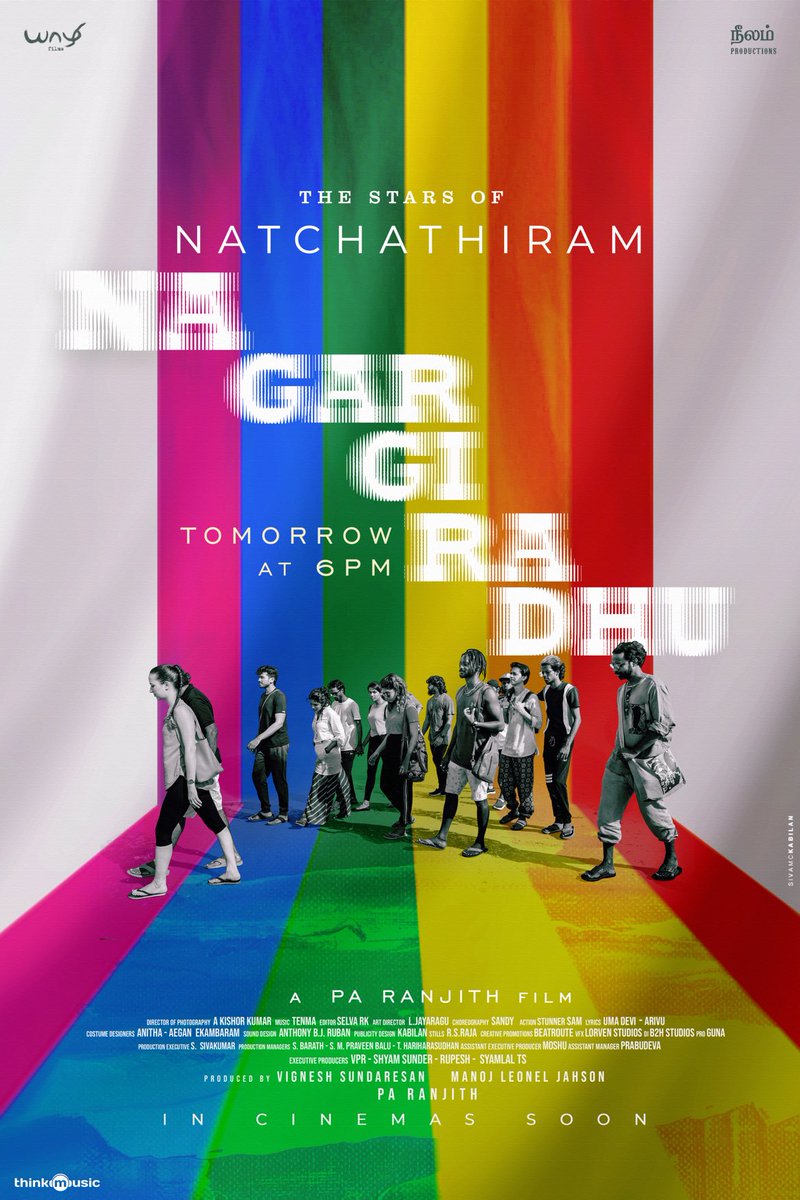 யாழி
films
நீலம்
PRODUCTIONS
THE STARS OF
NATCHATHIRAM
NA
GAR
GI
RA
DHU
TOMORROW
AT 6PM
SIVAMCKABILAN
A PA RANJITH FILM
DIRECTOR OF PHOTOGRAPHY A KISHOR KUMAR MUSIC TENMA EDITOR SELVA RK ART DIRECTOR L.JAYARAGU CHOREOGRAPHY SANDY ACTION STUNNER SAM LYRICS UMA DEVI - ARIVU
COSTUME DESIGNERS ANITHA - AEGAN EKAMBARAM SOUND DESIGN ANTHONY B.J. RUBAN PUBLICITY DESIGN KABILAN STILLS R.S.RAJA CREATIVE PROMOTIONS BEATROUTE VFX LORVEN STUDIOS DI B2H STUDIOS PRO GUNA
PRODUCTION EXECUTIVE S. SIVAKUMAR PRODUCTION MANAGERS S. BARATH - S. M. PRAVEEN BALU - T. HARIHARASUDHAN ASSISTANT EXECUTIVE PRODUCER MOSHU ASSISTANT MANAGER PRABUDEVA
EXECUTIVE PRODUCERS VPR - SHYAM SUNDER - RUPESH - SYAMLAL TS
PRODUCED BY VIGNESH SUNDARESAN MANOJ LEONEL JAHSON
PA RANJITH
IN CINEMAS SOON
think music